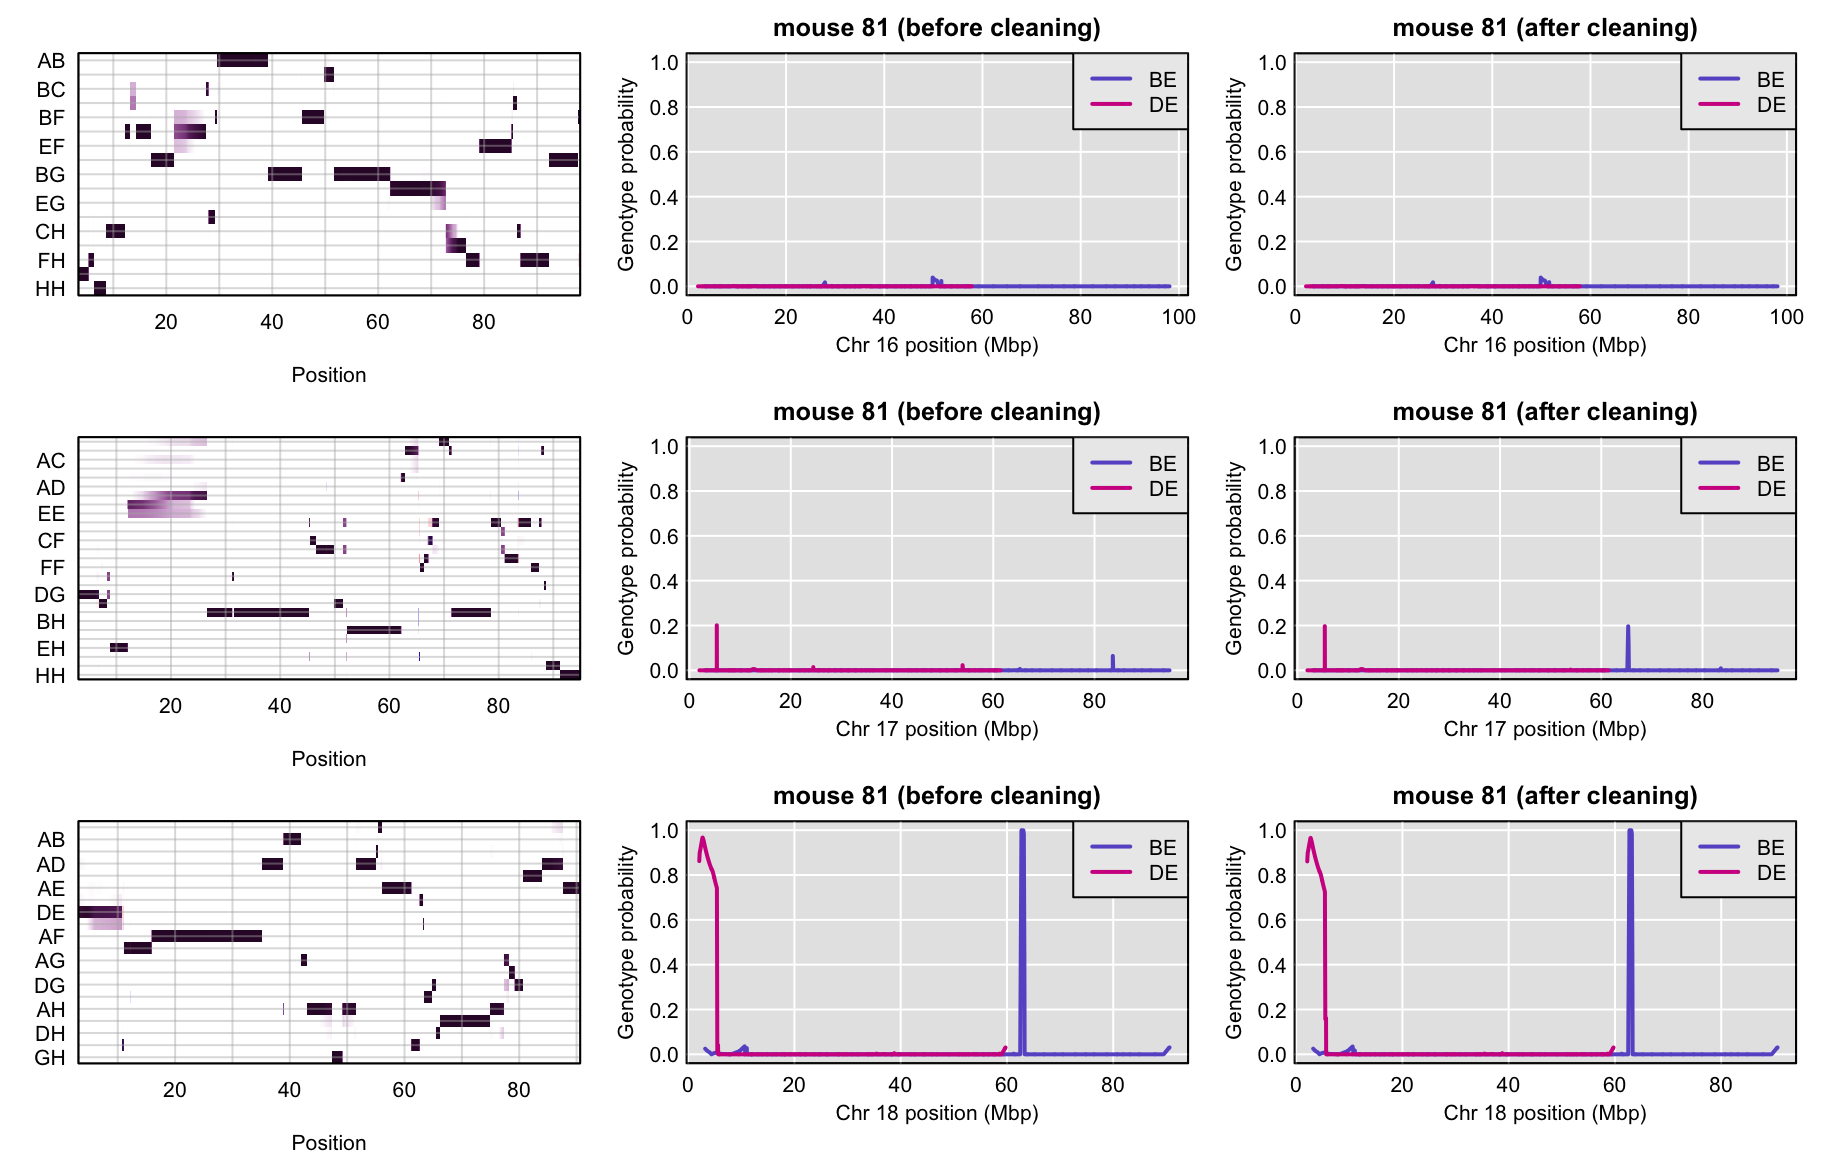 mouse 81 (before cleaning)
mouse 81 (after cleaning)
AB
BC
BF
EF
BG
EG
CH
FH
HH
20 40 60 80
Position
Genotype probability
1.0
0.8
0.6
0.4
0.2
0.0
BE
DE
0 20 40 60 80 100
Chr 16 position (Mbp)
Genotype probability
1.0
0.8
0.6
0.4
0.2
0.0
BE
DE
0 20 40 60 80 100
Chr 16 position (Mbp)
mouse 81 (before cleaning)
mouse 81 (after cleaning)
AC
AD
EE
CF
FF
DG
BH
EH
HH
20 40 60 80
Position
Genotype probability
1.0
0.8
0.6
0.4
0.2
0.0
BE
DE
0 20 40 60 80
Chr 17 position (Mbp)
Genotype probability
1.0
0.8
0.6
0.4
0.2
0.0
BE
DE
0 20 40 60 80
Chr 17 position (Mbp)
mouse 81 (before cleaning)
mouse 81 (after cleaning)
AB
AD
AE
DE
AF
AG
DG
AH
DH
GH
20 40 60 80
Position
Genotype probability
1.0
0.8
0.6
0.4
0.2
0.0
BE
DE
0 20 40 60 80
Chr 18 position (Mbp)
Genotype probability
1.0
0.8
0.6
0.4
0.2
0.0
BE
DE
0 20 40 60 80
Chr 18 position (Mbp)